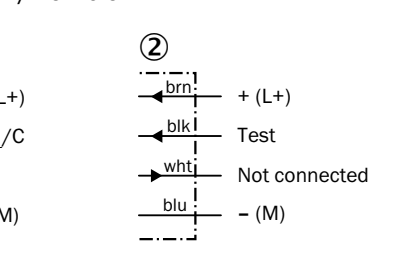 ②
L+)
brn
+ (L+)
/C
blk
Test
wht
Not connected
M)
blu
– (M)